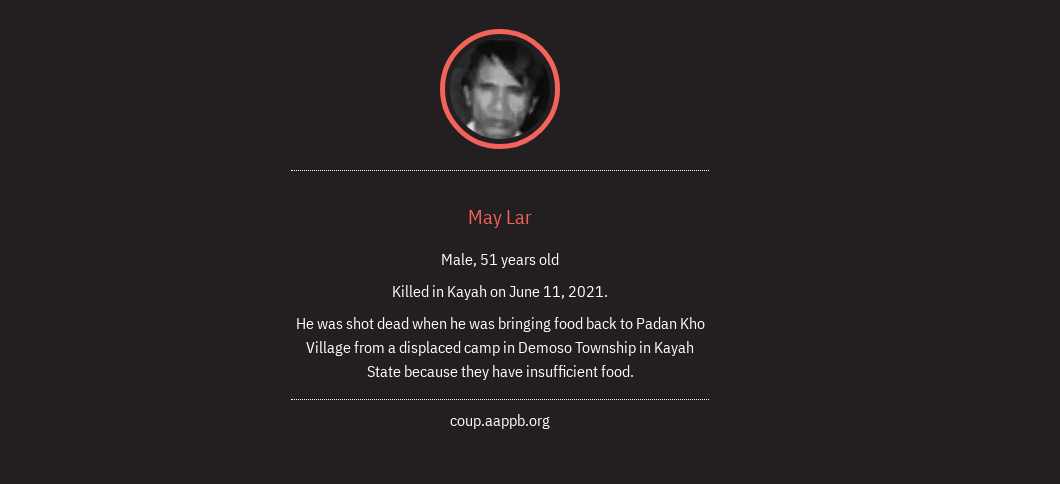 May Lar
Male, 51 years old
Killed in Kayah on June 11, 2021.
He was shot dead when he was bringing food back to Padan Kho
Village from a displaced camp in Demoso Township in Kayah
State because they have insufficient food.
coup.aappb.org